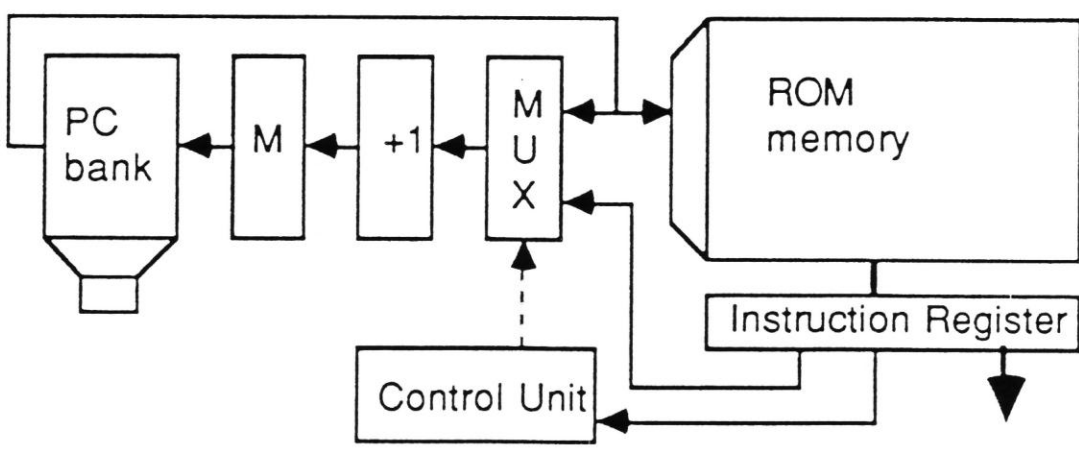 PC
bank
M
+1
M
U
X
ROM
memory
Instruction Register
Control Unit